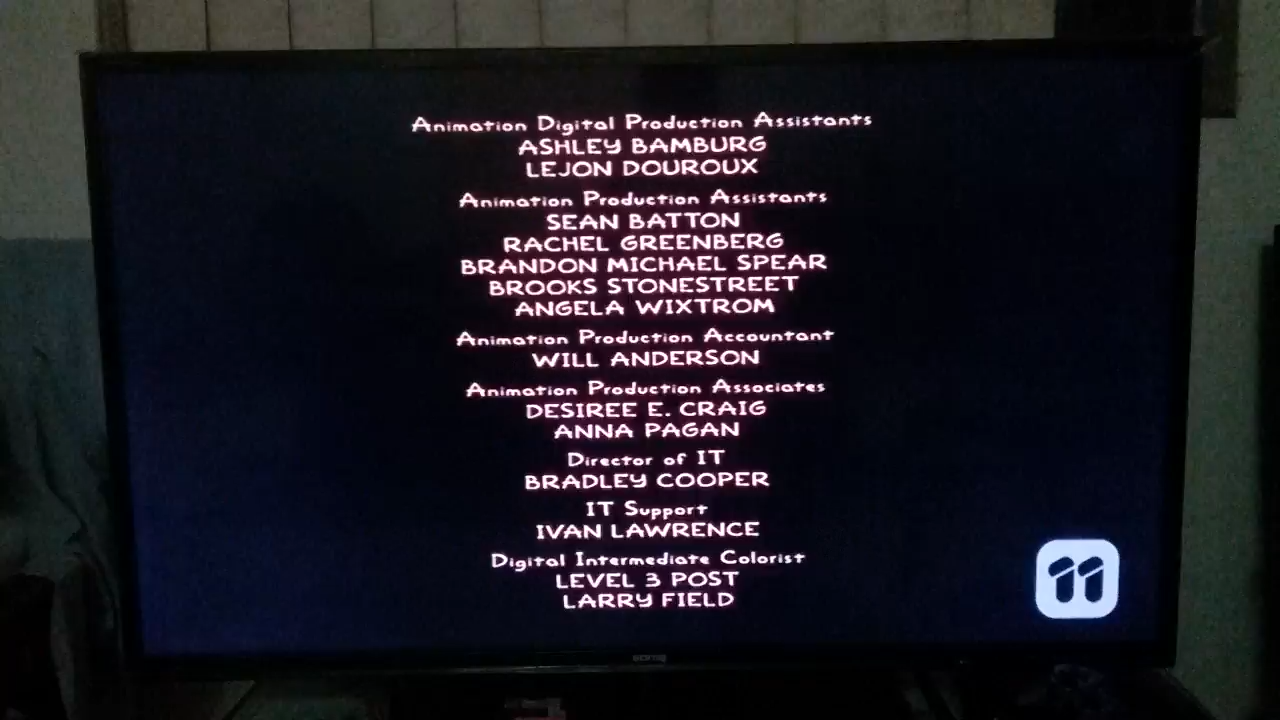 Animation Digital Production Assistants
ASHLEY BAMBURG
LEJON DOUROUX
Animation Production Assistants
SEAN BATTON
RACHEL GREENBERG
BRANDON MICHAEL SPEAR
BROOKS STONESTREET
ANGELA WIXTROM
Animation Production Accountant
WILL ANDERSON
Animation Production Associates
DESIREE E. CRAIG
ANNA PAGAN
Director of IT
BRADLEY COOPER
IT Support
IVAN LAWRENCE
Digital Intermediate Colorist
LEVEL 3 POST
LARRY FIELD
11